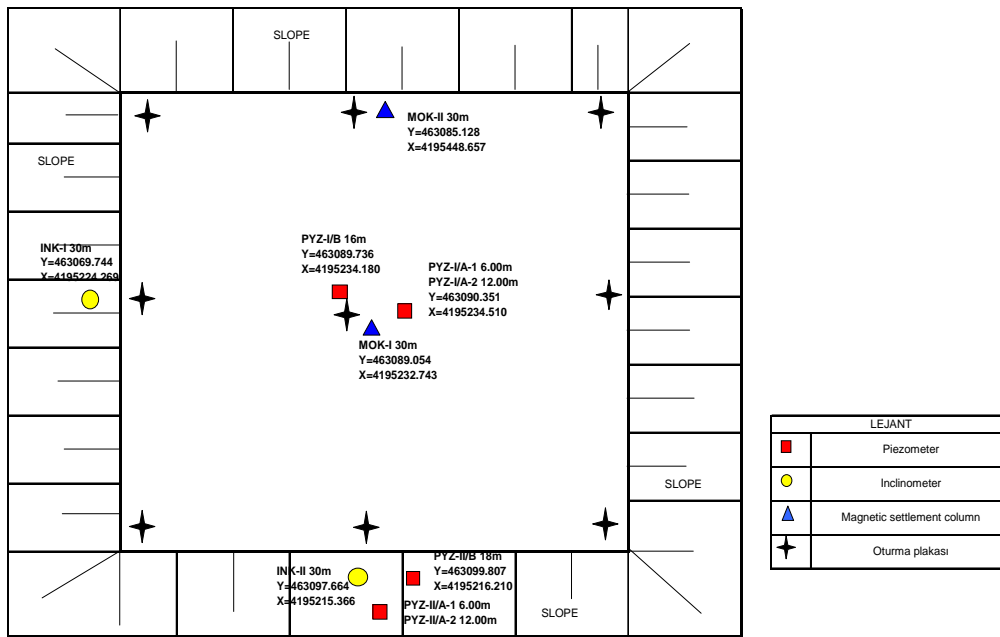 SLOPE
MOK-II 30m
Y=463085.128
X=4195448.657
SLOPE
INK-I 30m
Y=463069.744
X=4195224.269
PYZ-I/B 16m
Y=463089.736
X=4195234.180
PYZ-I/A-1 6.00m
PYZ-I/A-2 12.00m
Y=463090.351
X=4195234.510
MOK-I 30m
Y=463089.054
X=4195232.743
SLOPE
INK-II 30m
Y=463097.664
X=4195215.366
PYZ-II/B 18m
Y=463099.807
X=4195216.210
PYZ-II/A-1 6.00m
PYZ-II/A-2 12.00m
SLOPE
LEJANT
Piezometer
Inclinometer
Magnetic settlement column
Oturma plakası